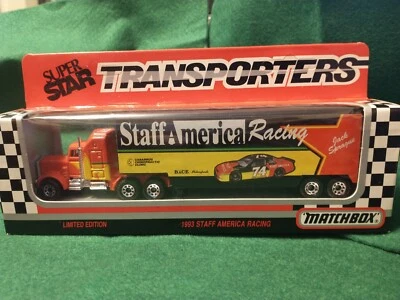 SUPER
STAR
TRANSPORTERS
Staff America Racing
Jack
Sprague
74
LIMITED EDITION
1993 STAFF AMERICA RACING
MATCHBOX